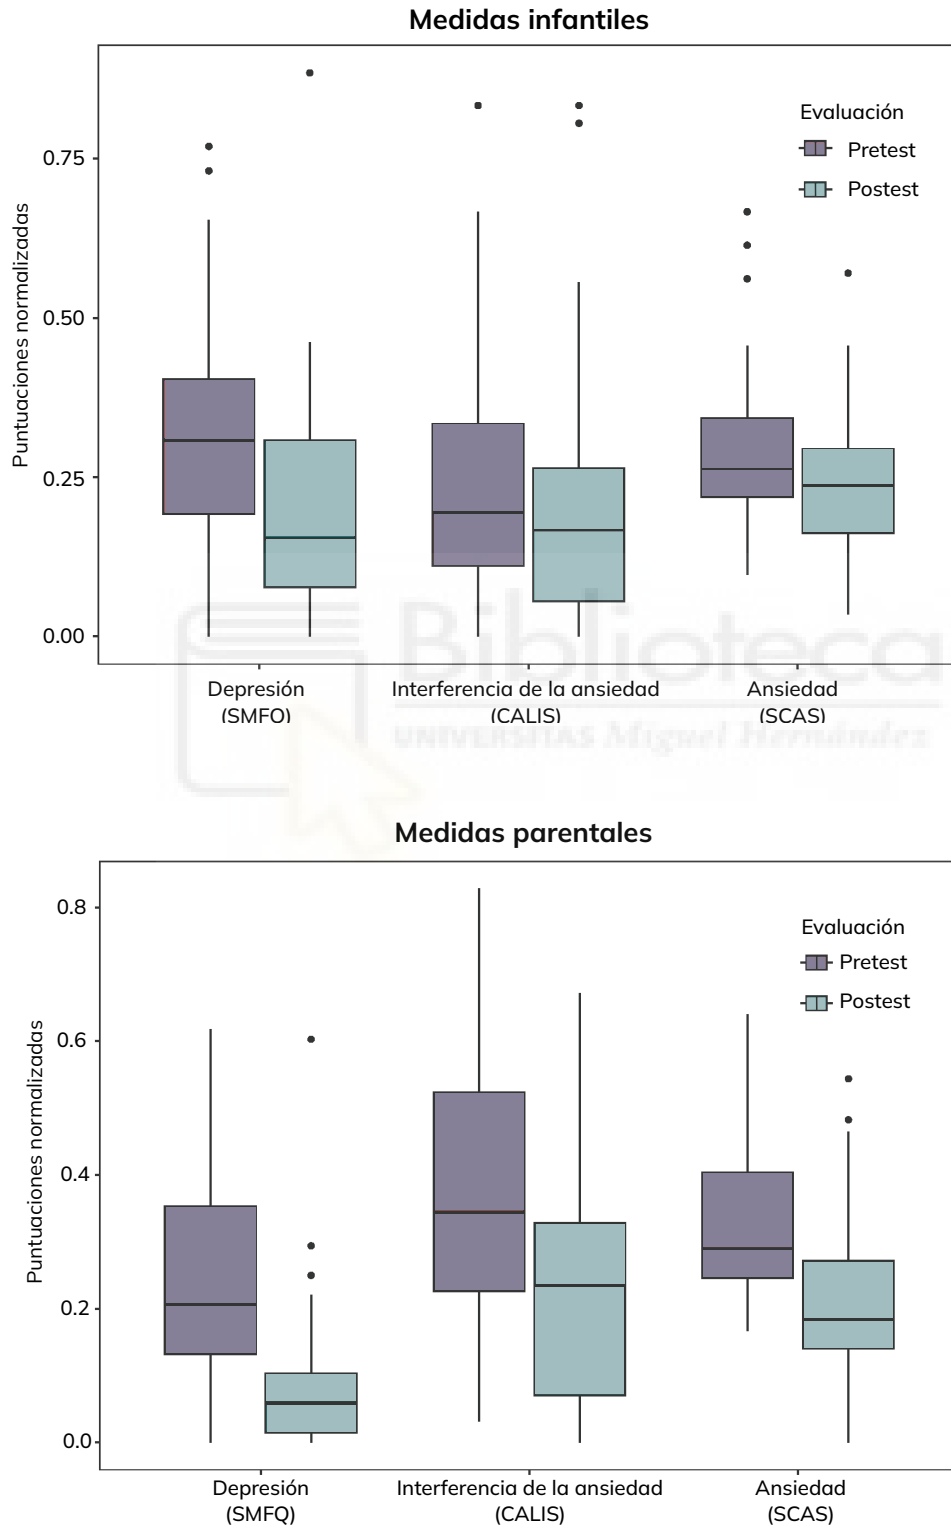 Medidas infantiles
Evaluación
Pretest
Postest
Puntuaciones normalizadas
0.75
0.50
0.25
0.00
Depresión
(SMFQ)
Interferencia de la ansiedad
(CALIS)
Ansiedad
(SCAS)
Biblioteca
UNIVERSITAS Miguel Hernández
Medidas parentales
Evaluación
Pretest
Postest
Puntuaciones normalizadas
0.8
0.6
0.4
0.2
0.0
Depresión
(SMFQ)
Interferencia de la ansiedad
(CALIS)
Ansiedad
(SCAS)